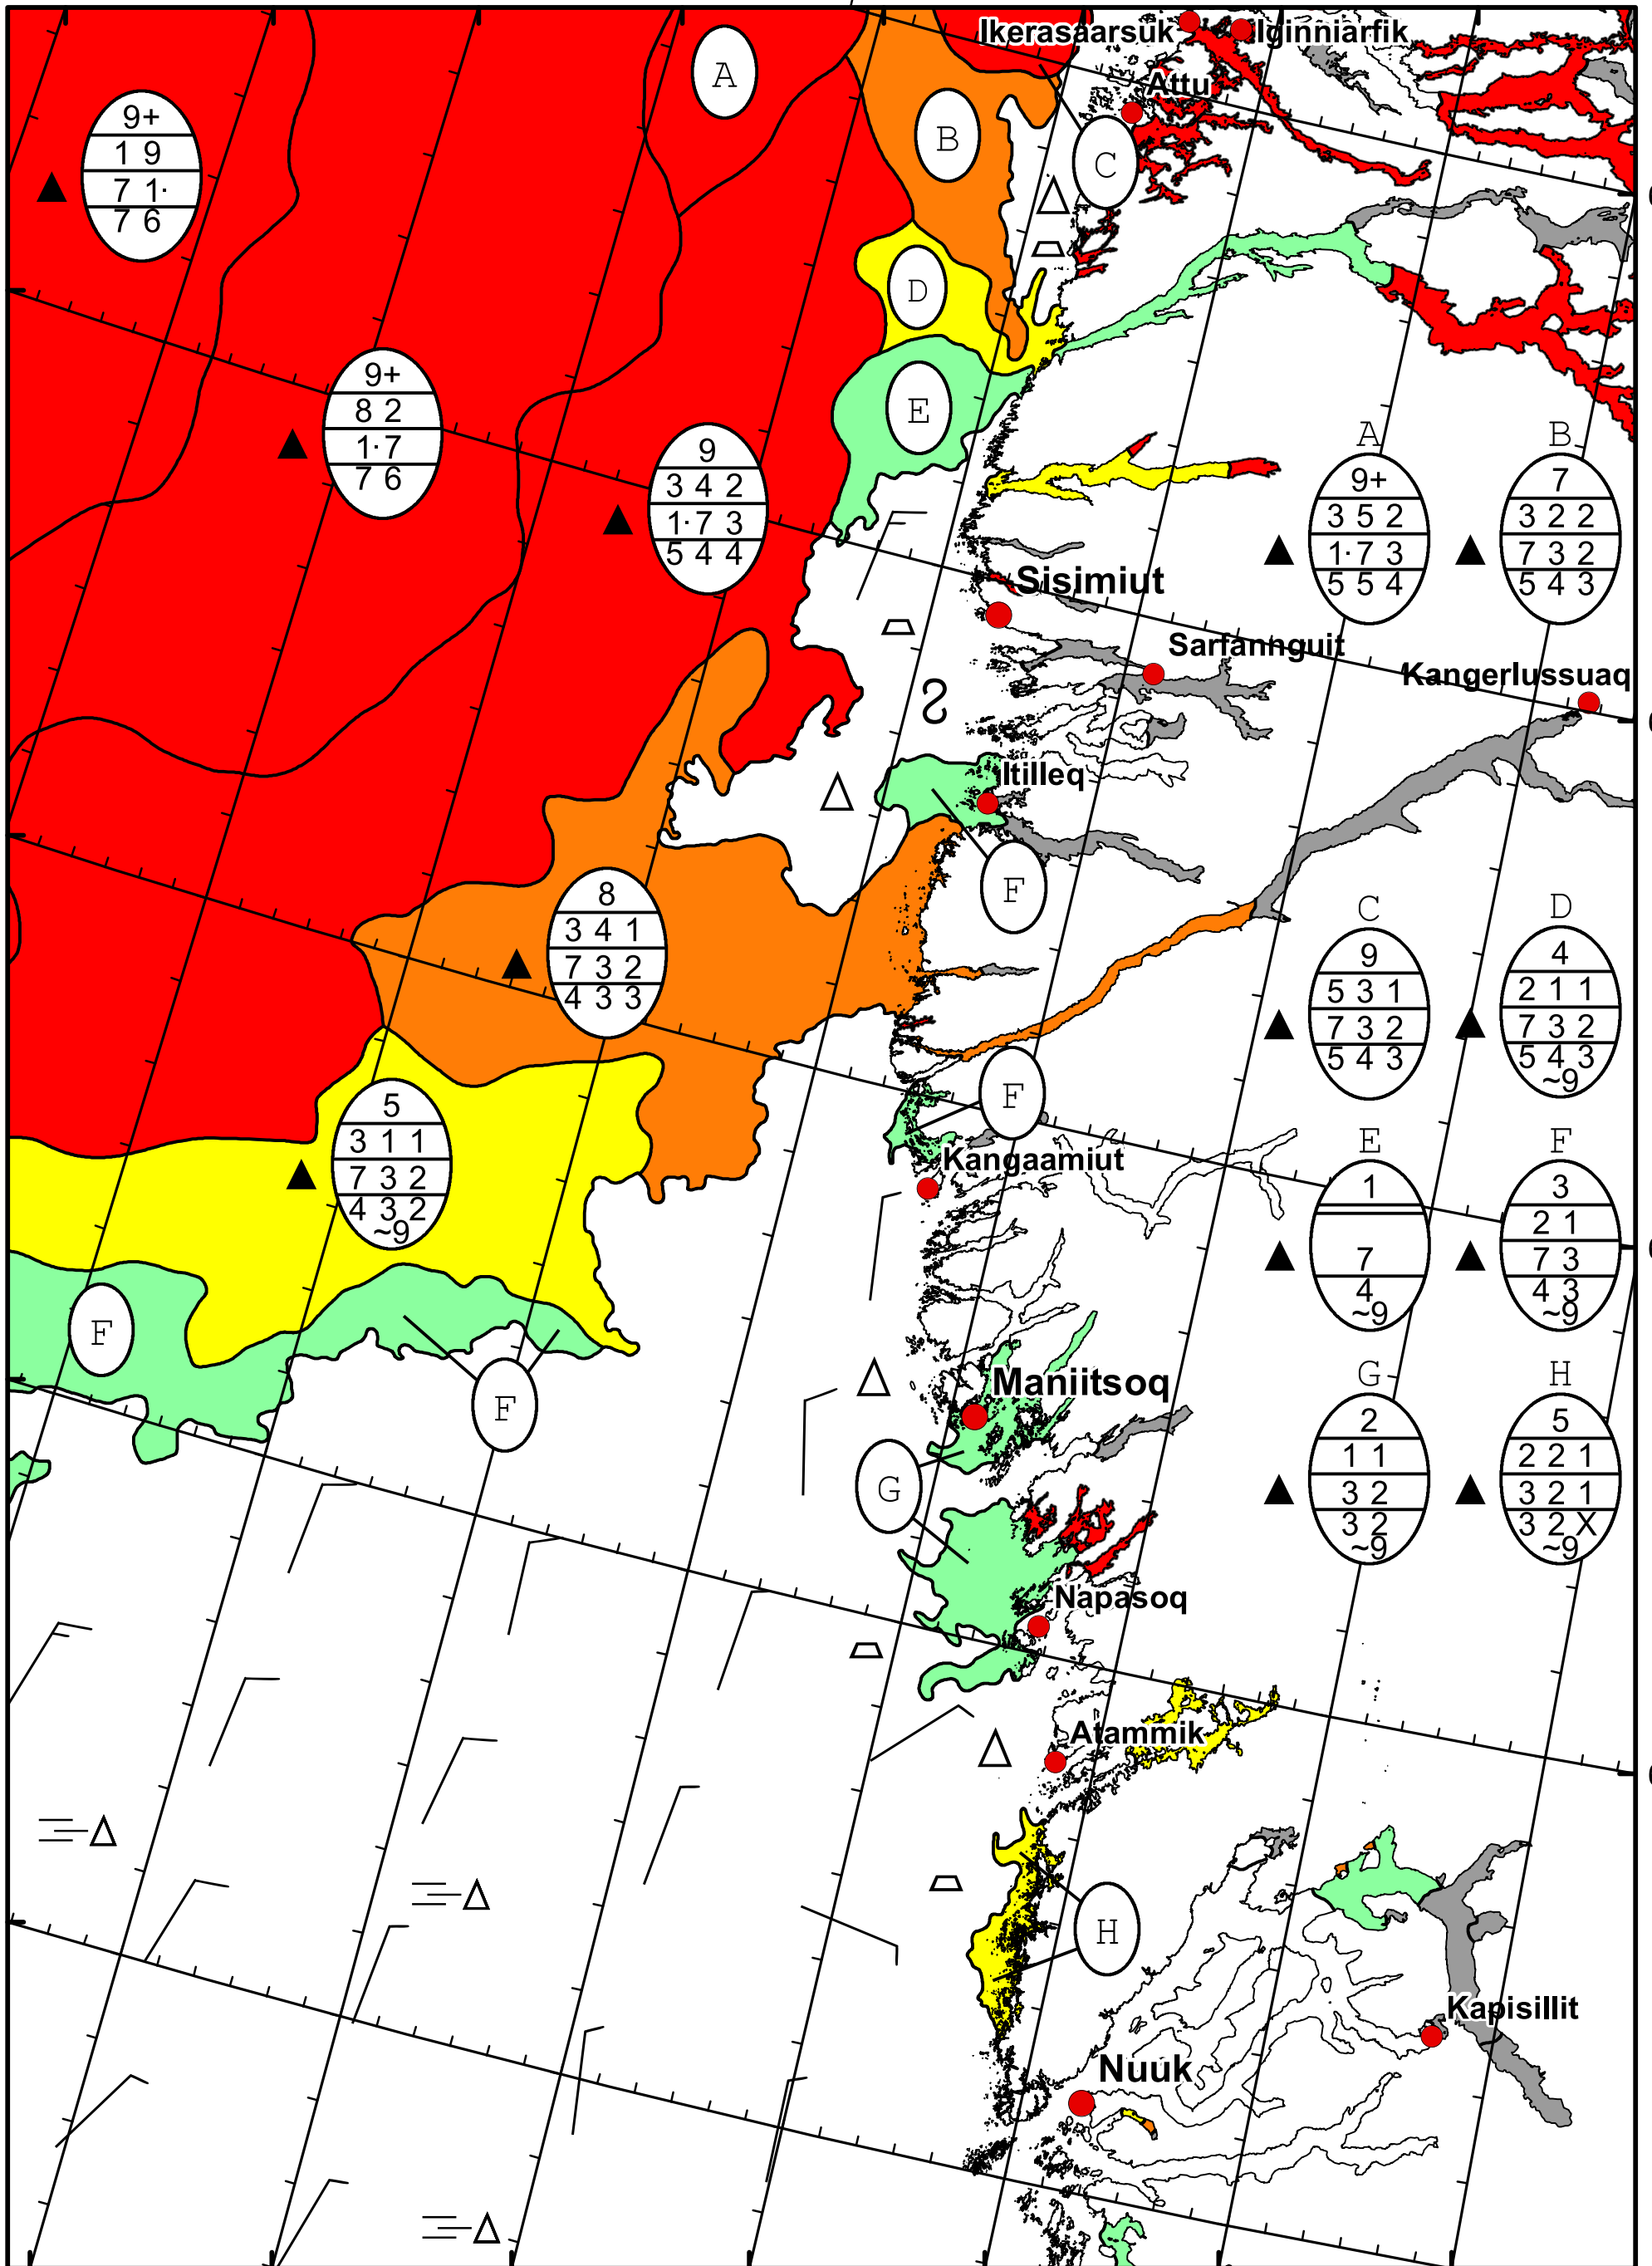 Ikerasaarsuk
Iginniarfik
Attu
A
B
C
9+
1 9
7 1·
7 6
D
9+
8 2
1·7
7 6
E
9
3 4 2
1·7 3
5 4 4
A
9+
3 5 2
1·7 3
5 5 4
B
7
3 2 2
7 3 2
5 4 3
Sisimiut
Sarfannguit
Kangerlussuaq
Itilleq
F
8
3 4 1
7 3 2
4 3 3
C
9
5 3 1
7 3 2
5 4 3
D
4
2 1 1
7 3 2
5 4 3
~9
F
Kangaamiut
5
3 1 1
7 3 2
4 3 2
~9
E
1
7
4
~9
F
3
2 1
7 3
4 3
~9
F
F
Maniitsoq
G
G
2
1 1
3 2
3 2
~9
H
5
2 2 1
3 2 1
3 2 X
~9
Napasoq
Atammik
H
Kapisillit
Nuuk